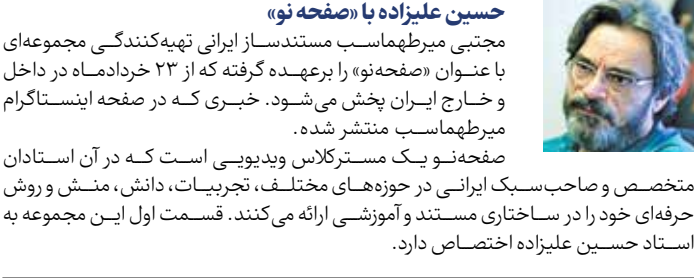 حسین علیزاده با «صفحه نو»
مجتبی میرطهماسب مستندساز ایرانی تهیه‌کنندگی مجموعه‌ای
با عنوان «صفحه‌نو» را برعهده گرفته که از ۲۳ خردادماه در داخل
و خارج ایران پخش می‌شود. خبری که در صفحه اینستاگرام
میرطهماسب منتشر شده.
صفحه‌نو یک مسترکلاس ویدیویی است که در آن استادان
متخصص و صاحب‌سبک ایرانی در حوزه‌های مختلف، تجربیات، دانش، منش و روش
حرفه‌ای خود را در ساختاری مستند و آموزشی ارائه می‌کنند. قسمت اول این مجموعه به
استاد حسین علیزاده اختصاص دارد.